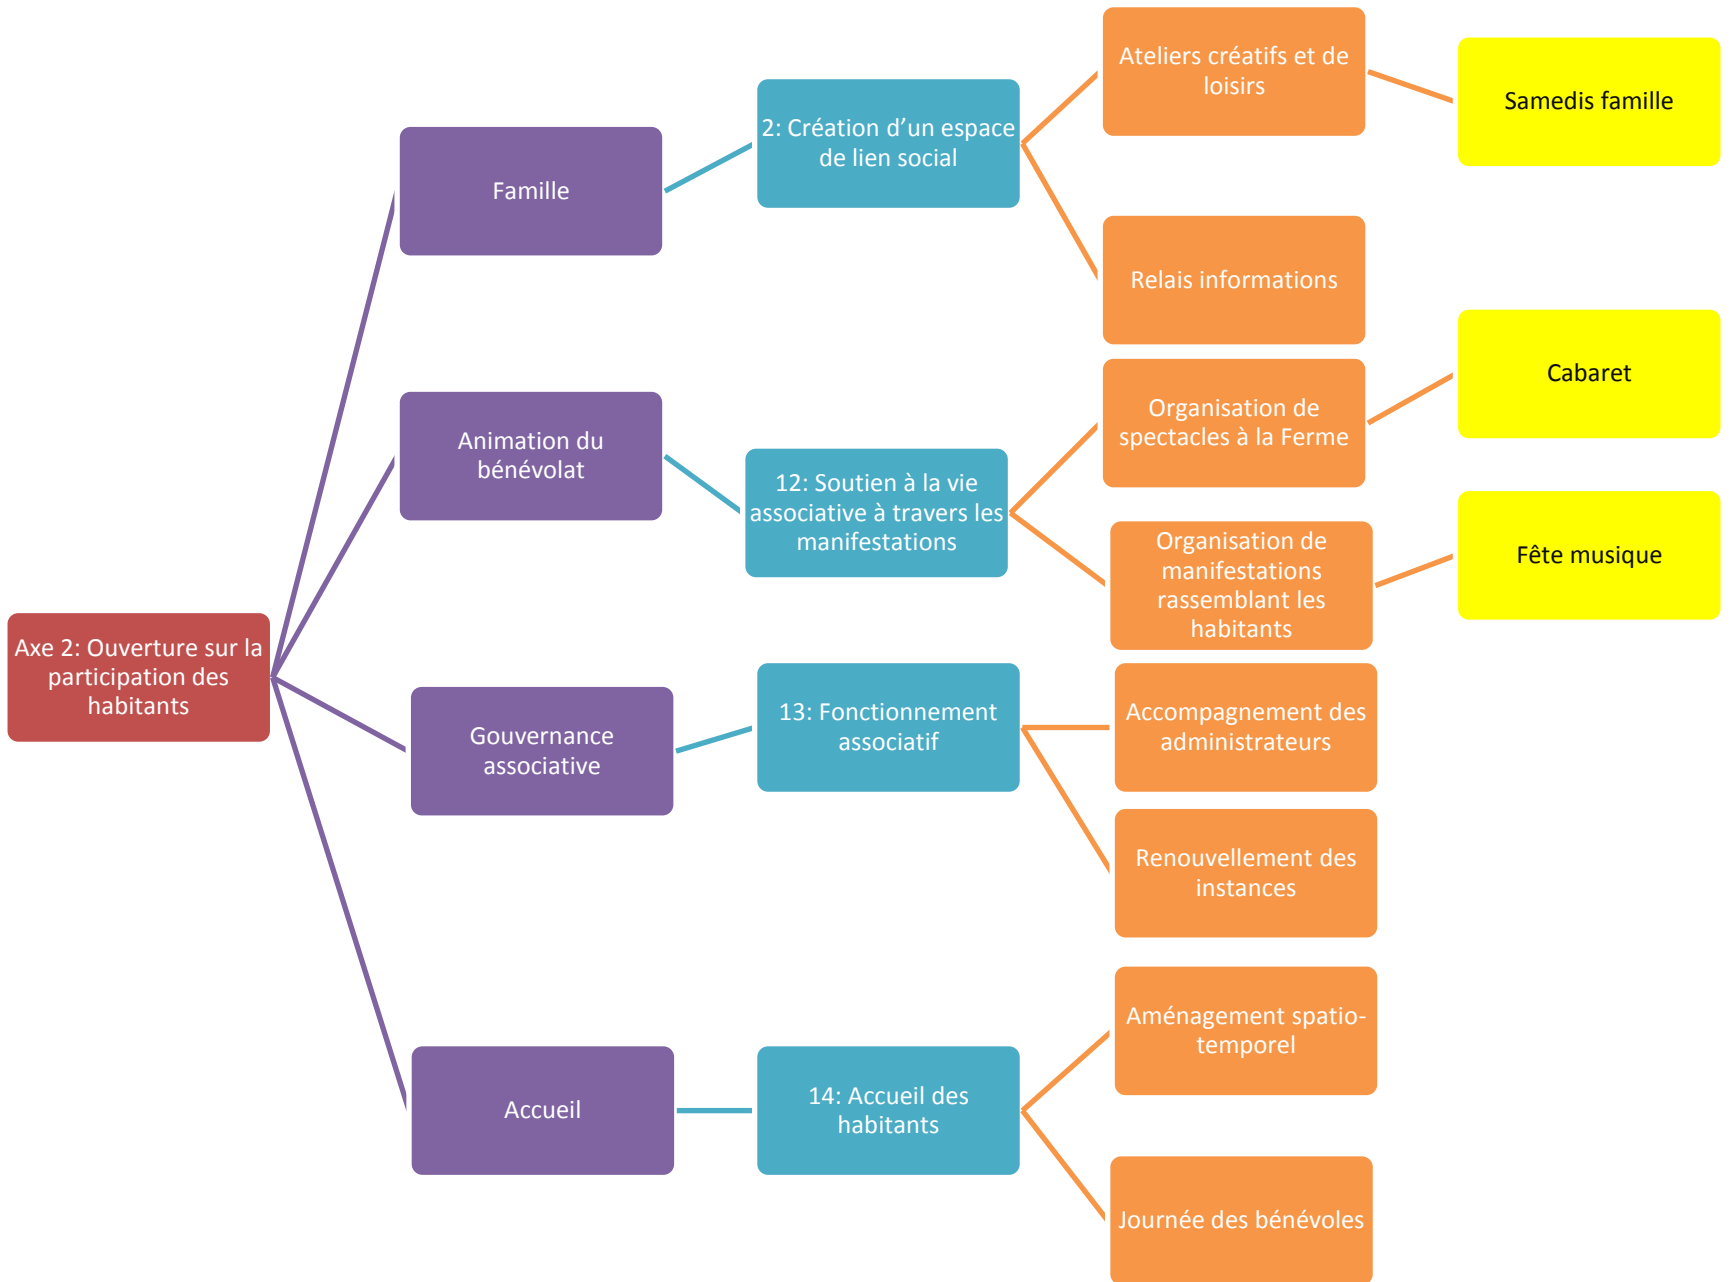 Axe 2: Ouverture sur la
participation des
habitants
Famille
2: Création d’un espace
de lien social
Ateliers créatifs et de
loisirs
Samedis famille
Relais informations
Animation du
bénévolat
12: Soutien à la vie
associative à travers les
manifestations
Organisation de
spectacles à la Ferme
Cabaret
Organisation de
manifestations
rassemblant les
habitants
Fête musique
Gouvernance
associative
13: Fonctionnement
associatif
Accompagnement des
administrateurs
Renouvellement des
instances
Accueil
14: Accueil des
habitants
Aménagement spatio-
temporel
Journée des bénévoles